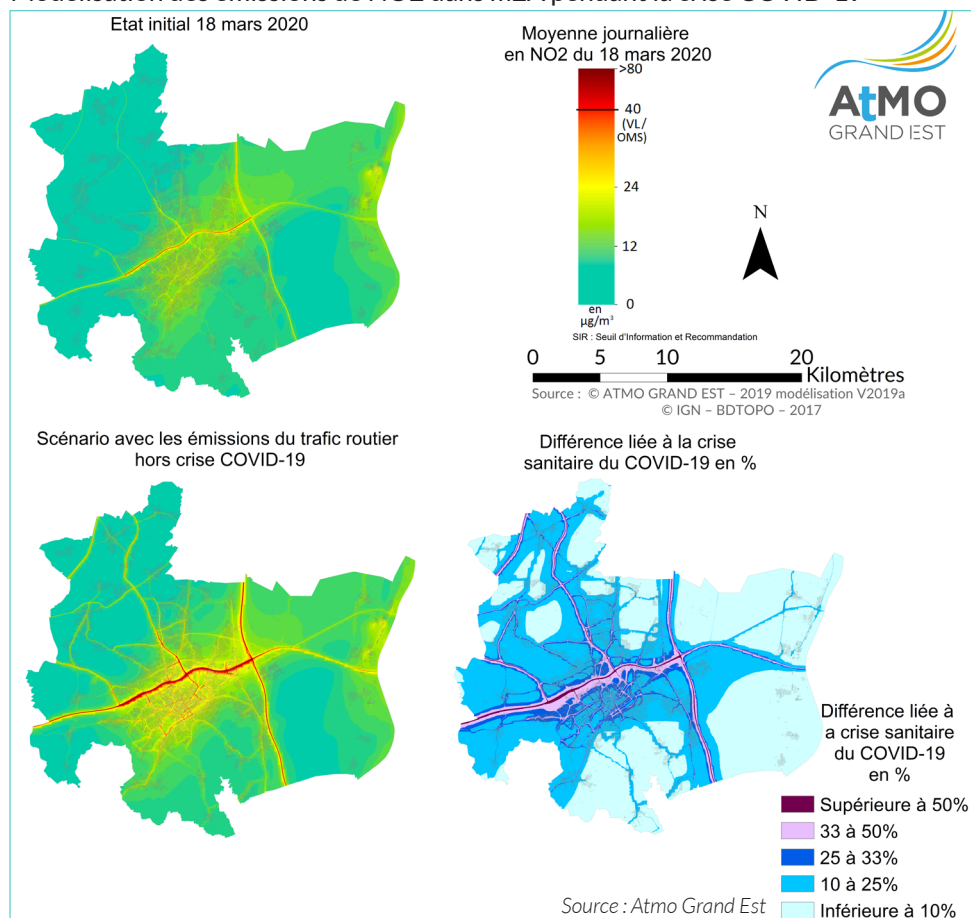 Etat initial 18 mars 2020
Moyenne journalière
en NO2 du 18 mars 2020
>80
40
(VL/
OMS)
24
12
0
en
µg/m³
SIR : Seuil d'Information et Recommandation
AtMO
GRAND EST
N
0 5 10 20
Kilomètres
Source : © ATMO GRAND EST – 2019 modélisation V2019a
© IGN – BDTOPO – 2017
Scénario avec les émissions du trafic routier
hors crise COVID-19
Différence liée à la crise
sanitaire du COVID-19 en %
Différence liée à
a crise sanitaire
du COVID-19
en %
Supérieure à 50%
33 à 50%
25 à 33%
10 à 25%
Inférieure à 10%
Source : Atmo Grand Est